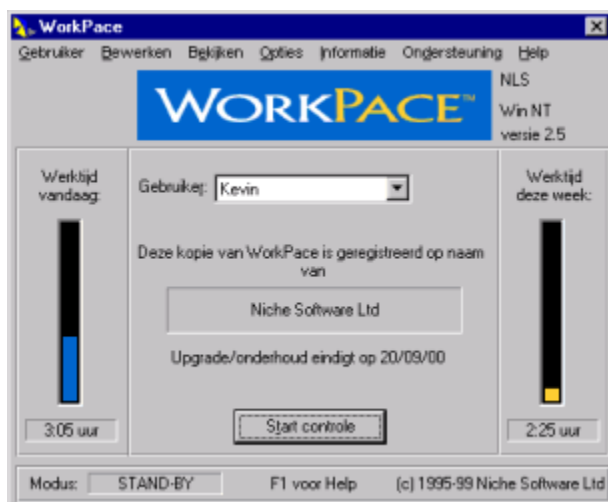 WorkPace
Gebruiker Bewerken Bekijken Opties Informatie Ondersteuning Help
WORKPACE™
NLS
Win NT
versie 2.5
Werktijd
vandaag:
3:05 uur
Gebruiker: Kevin
Deze kopie van WorkPace is geregistreerd op naam
van
Niche Software Ltd
Upgrade/onderhoud eindigt op 20/09/00
Start controle
Werktijd
deze week:
2:25 uur
Modus: STAND-BY F1 voor Help (c) 1995-99 Niche Software Ltd